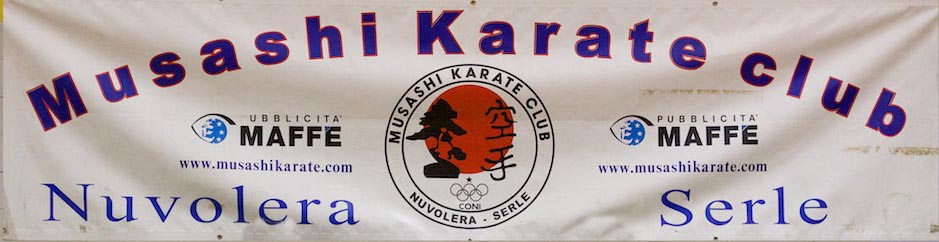 Musashi Karate club
UBBLICITA'
MAFFE
www.musashikarate.com
Nuvolera
MUSASHI KARATE CLUB
空手
CONI
NUVOLERA - SERLE
PUBBLICITA'
MAFFE
www.musashikarate.com
Serle